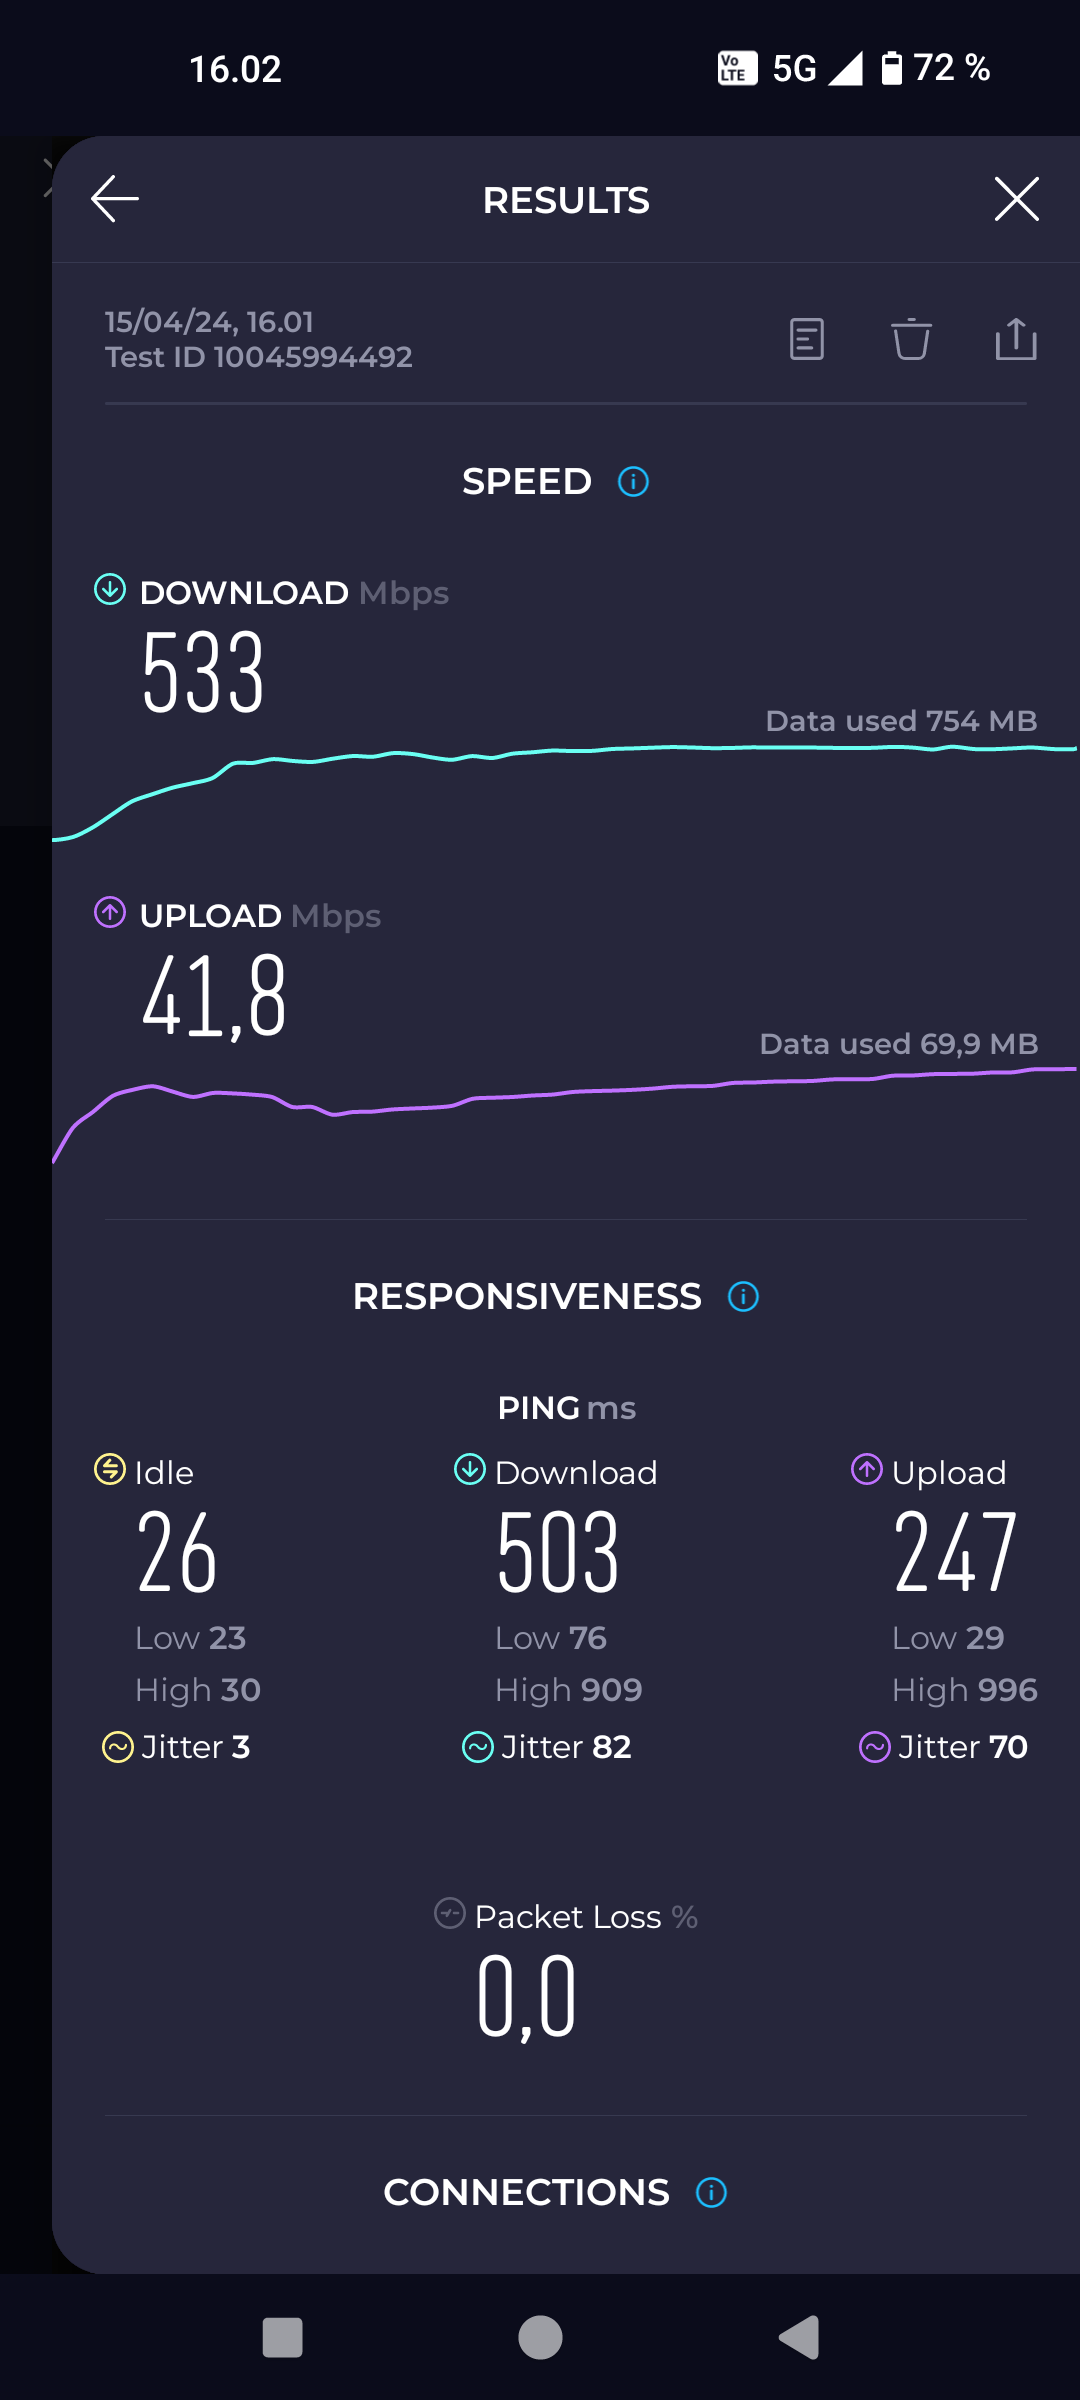 16.02
Vo LTE 5G 72 %
RESULTS
15/04/24, 16.01
Test ID 10045994492
SPEED
DOWNLOAD Mbps
533
Data used 754 MB
UPLOAD Mbps
41,8
Data used 69,9 MB
RESPONSIVENESS
PING ms
Idle Download Upload
26 503 247
Low 23 Low 76 Low 29
High 30 High 909 High 996
Jitter 3 Jitter 82 Jitter 70
Packet Loss %
0,0
CONNECTIONS